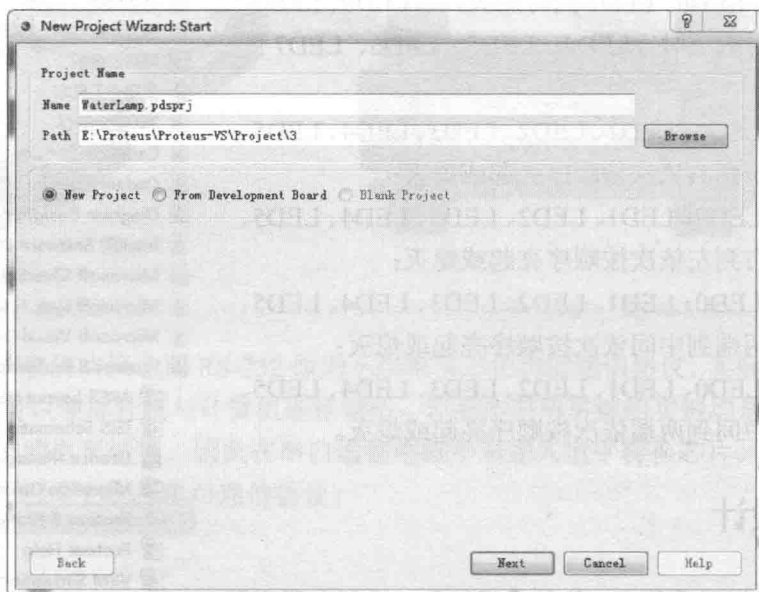 New Project Wizard: Start
Project Name
Name WaterLamp.pdsprj
Path E:\Proteus\Proteus-VS\Project\3 Browse
New Project From Development Board Blank Project
Back Next Cancel Help